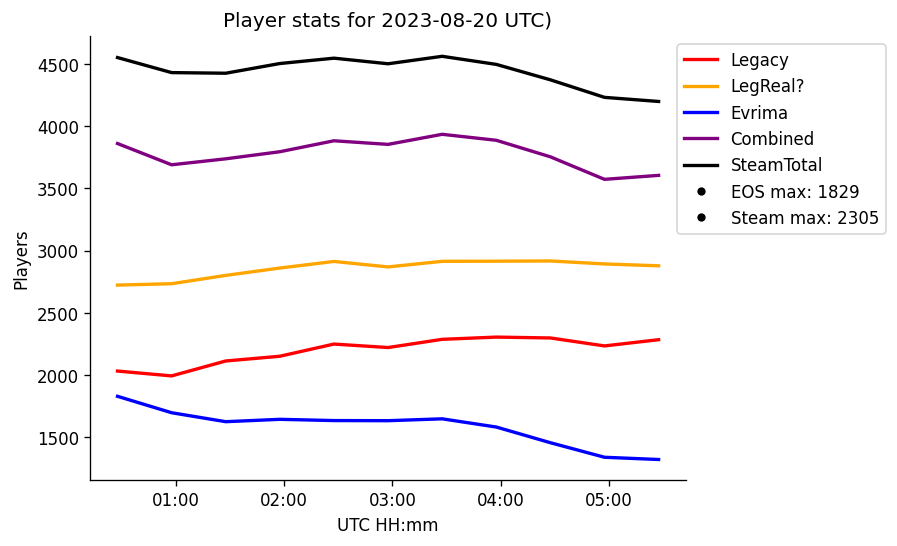 Player stats for 2023-08-20 UTC)
4500
4000
3500
3000
2500
2000
1500
Players
01:00 02:00 03:00 04:00 05:00
UTC HH:mm
Legacy
LegReal?
Evrima
Combined
SteamTotal
EOS max: 1829
Steam max: 2305